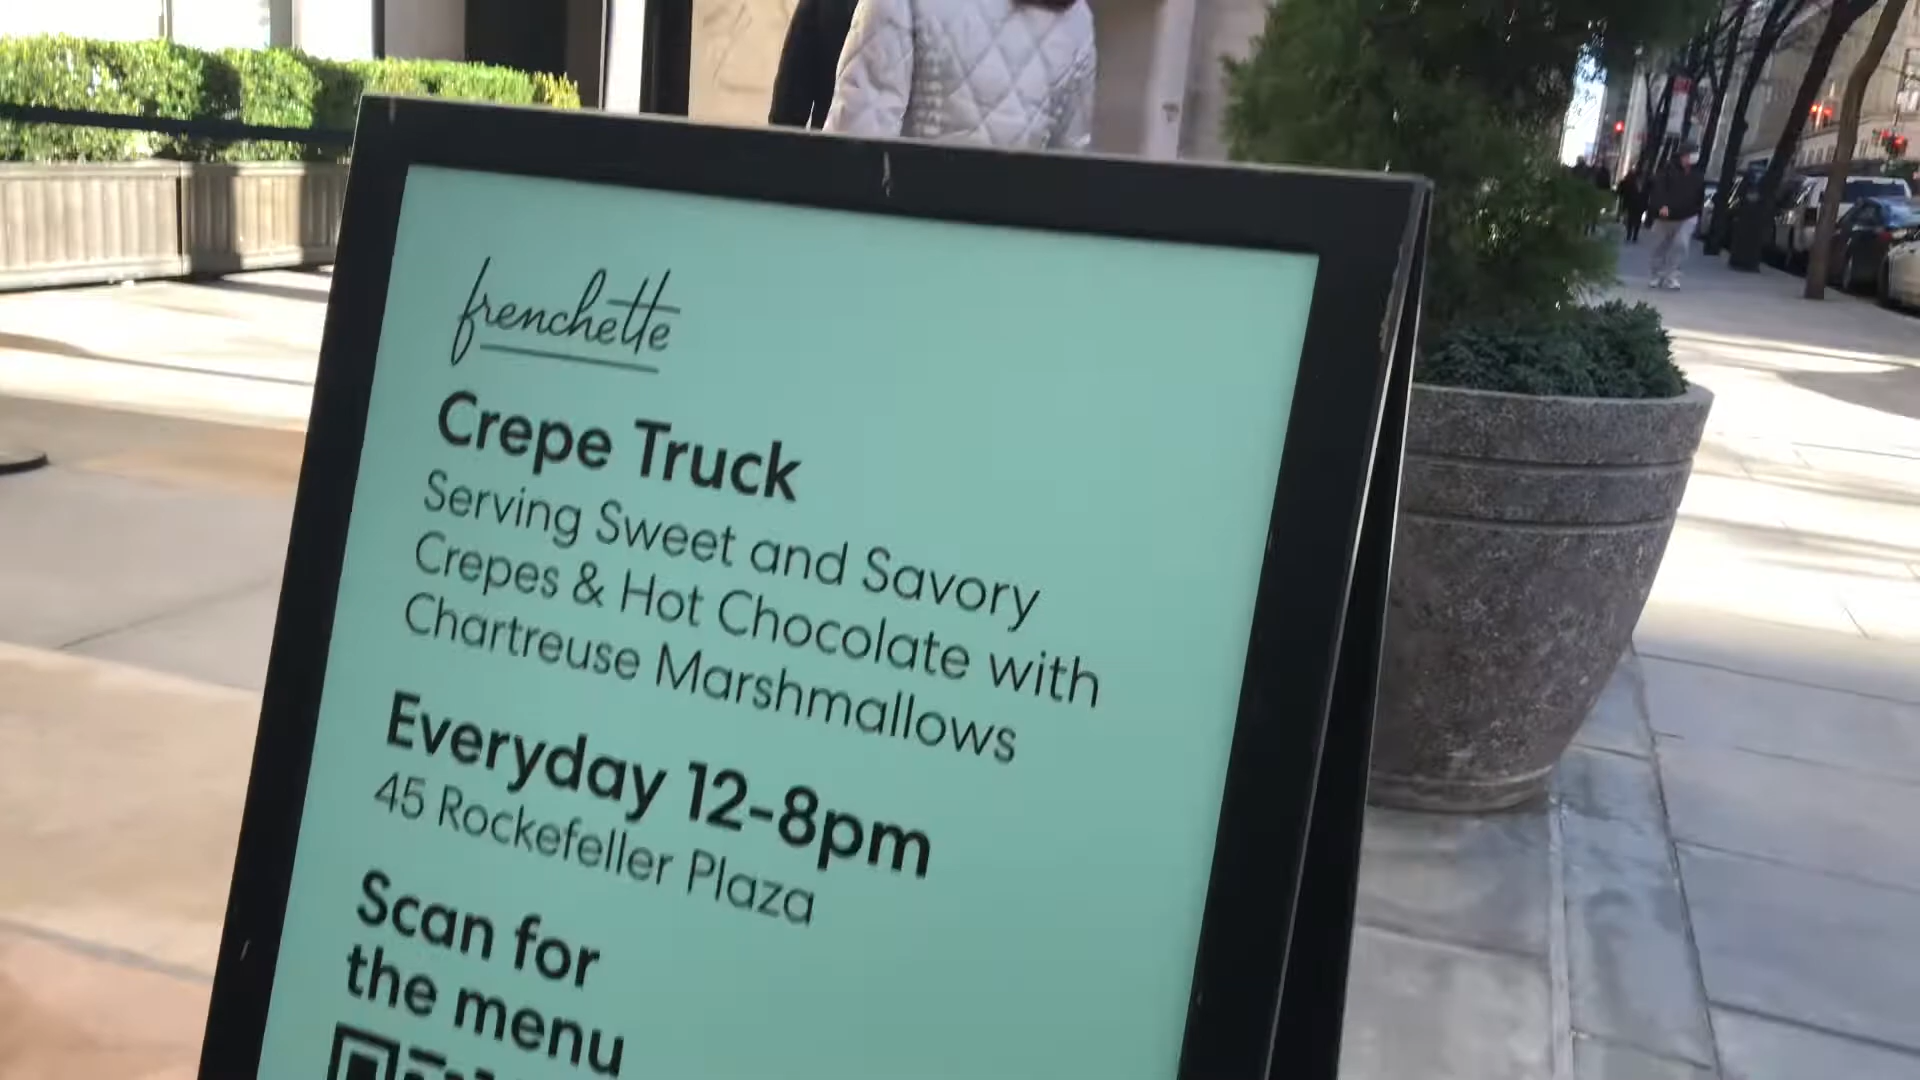 frenchette
Crepe Truck
Serving Sweet and Savory
Crepes & Hot Chocolate with
Chartreuse Marshmallows
Everyday 12-8pm
45 Rockefeller Plaza
Scan for
the menu